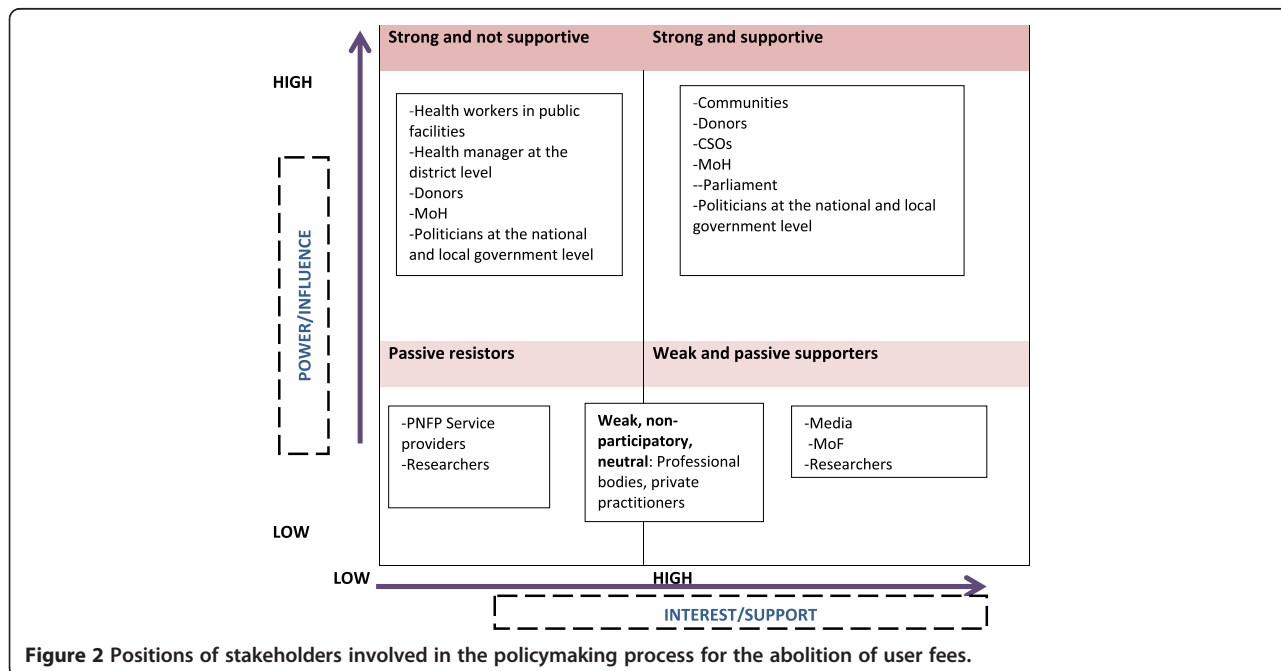 Strong and not supportive
Strong and supportive
HIGH
-Health workers in public
facilities
-Health manager at the
district level
-Donors
-MoH
-Politicians at the national
and local government level
-Communities
-Donors
-CSOs
-MoH
--Parliament
-Politicians at the national and local
government level
POWER/INFLUENCE
Passive resistors
Weak and passive supporters
-PNFP Service
providers
-Researchers
Weak, non-
participatory,
neutral: Professional
bodies, private
practitioners
-Media
-MoF
-Researchers
LOW
LOW
HIGH
INTEREST/SUPPORT
Figure 2 Positions of stakeholders involved in the policymaking process for the abolition of user fees.